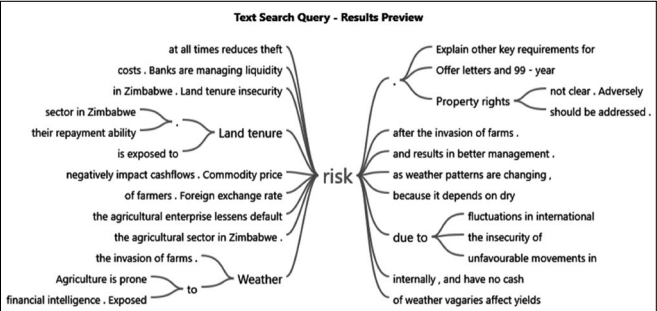 Text Search Query - Results Preview
at all times reduces theft
costs . Banks are managing liquidity
in Zimbabwe . Land tenure insecurity
sector in Zimbabwe
their repayment ability
.
is exposed to
Land tenure
negatively impact cashflows . Commodity price
of farmers . Foreign exchange rate
the agricultural enterprise lessens default
the agricultural sector in Zimbabwe .
the invasion of farms .
Agriculture is prone
financial intelligence . Exposed
to
Weather
risk
.
Explain other key requirements for
Offer letters and 99 - year
Property rights
not clear . Adversely
should be addressed .
after the invasion of farms .
and results in better management .
as weather patterns are changing ,
because it depends on dry
due to
fluctuations in international
the insecurity of
unfavourable movements in
internally , and have no cash
of weather vagaries affect yields